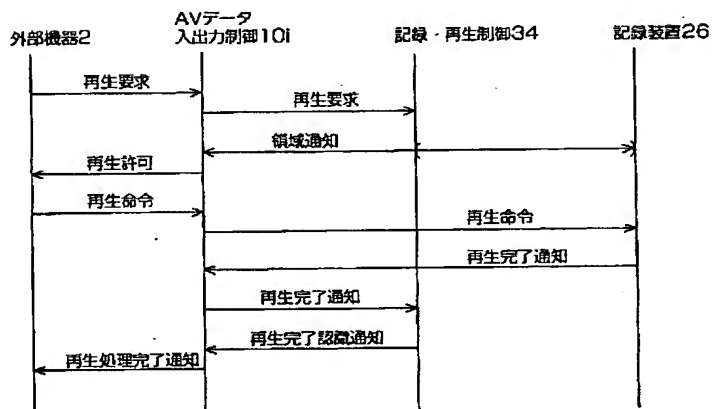 外部機器2
AVデータ
入出力制御10i
記録・再生制御34
記録装置26
再生要求
再生要求
領域通知
再生許可
再生命令
再生命令
再生完了通知
再生完了通知
再生完了認識通知
再生処理完了通知